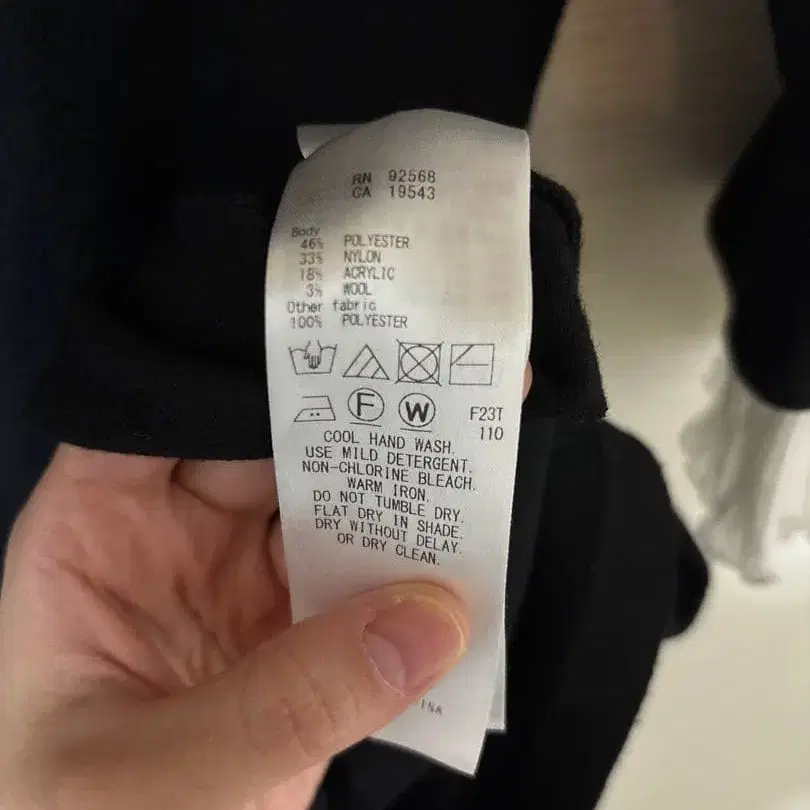 RN 92568
CA 19543
Body
46% POLYESTER
33% NYLON
18% ACRYLIC
3% WOOL
Other fabric
100% POLYESTER
F W F23T
110
COOL HAND WASH.
USE MILD DETERGENT.
NON-CHLORINE BLEACH.
WARM IRON.
DO NOT TUMBLE DRY.
FLAT DRY IN SHADE.
DRY WITHOUT DELAY.
OR DRY CLEAN.